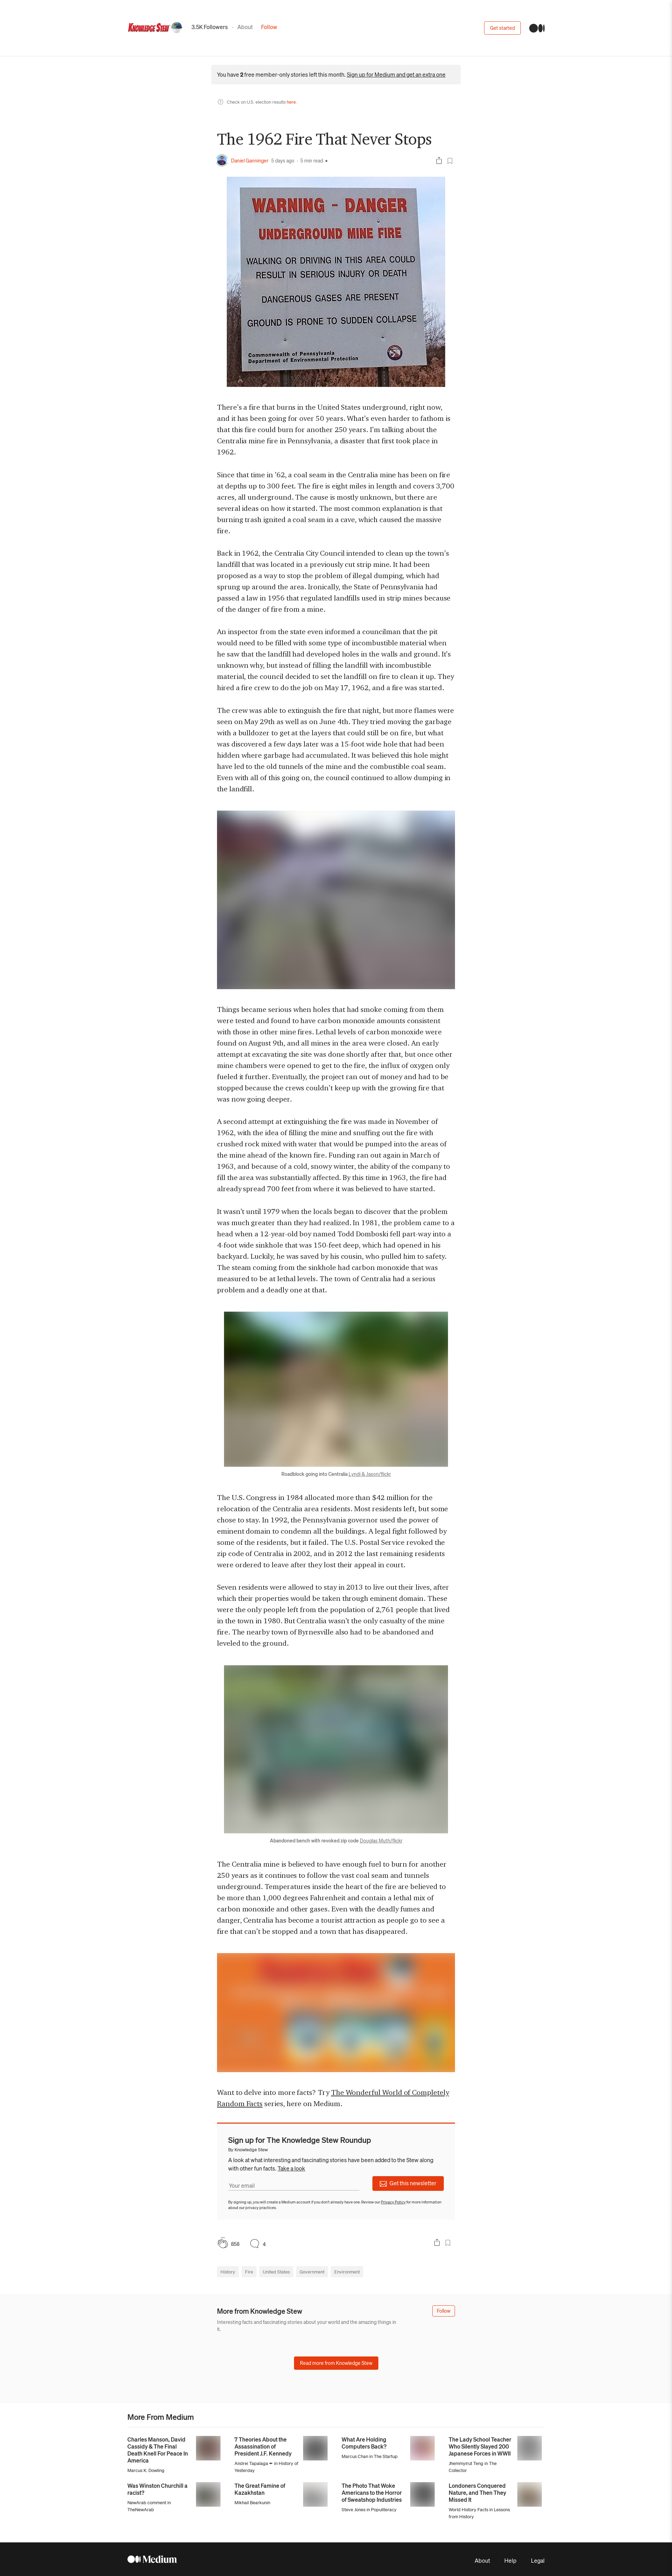 KNOWLEDGE STEW
3.5K Followers · About Follow
Get started
You have 2 free member-only stories left this month. Sign up for Medium and get an extra one
Check on U.S. election results here.
The 1962 Fire That Never Stops
Daniel Ganninger 5 days ago · 5 min read
WARNING - DANGER
UNDERGROUND MINE FIRE
WALKING OR DRIVING IN THIS AREA COULD
RESULT IN SERIOUS INJURY OR DEATH
DANGEROUS GASES ARE PRESENT
GROUND IS PRONE TO SUDDEN COLLAPSE
Commonwealth of Pennsylvania
Department of Environmental Protection
There's a fire that burns in the United States underground, right now,
and it has been going for over 50 years. What's even harder to fathom is
that this fire could burn for another 250 years. I'm talking about the
Centralia mine fire in Pennsylvania, a disaster that first took place in
1962.
Since that time in '62, a coal seam in the Centralia mine has been on fire
at depths up to 300 feet. The fire is eight miles in length and covers 3,700
acres, all underground. The cause is mostly unknown, but there are
several ideas on how it started. The most common explanation is that
burning trash ignited a coal seam in a cave, which caused the massive
fire.
Back in 1962, the Centralia City Council intended to clean up the town's
landfill that was located in a previously cut strip mine. It had been
proposed as a way to stop the problem of illegal dumping, which had
sprung up around the area. Ironically, the State of Pennsylvania had
passed a law in 1956 that regulated landfills used in strip mines because
of the danger of fire from a mine.
An inspector from the state even informed a councilman that the pit
would need to be filled with some type of incombustible material when
he saw that the landfill had developed holes in the walls and ground. It's
unknown why, but instead of filling the landfill with incombustible
material, the council decided to set the landfill on fire to clean it up. They
hired a fire crew to do the job on May 17, 1962, and a fire was started.
The crew was able to extinguish the fire that night, but more flames were
seen on May 29th as well as on June 4th. They tried moving the garbage
with a bulldozer to get at the layers that could still be on fire, but what
was discovered a few days later was a 15-foot wide hole that had been
hidden where garbage had accumulated. It was believed this hole might
have led to the old tunnels of the mine and the combustible coal seam.
Even with all of this going on, the council continued to allow dumping in
the landfill.
Things became serious when holes that had smoke coming from them
were tested and found to have carbon monoxide amounts consistent
with those in other mine fires. Lethal levels of carbon monoxide were
found on August 9th, and all mines in the area were closed. An early
attempt at excavating the site was done shortly after that, but once other
mine chambers were opened to get to the fire, the influx of oxygen only
fueled it further. Eventually, the project ran out of money and had to be
stopped because the crews couldn't keep up with the growing fire that
was now going deeper.
A second attempt at extinguishing the fire was made in November of
1962, with the idea of filling the mine and snuffing out the fire with
crushed rock mixed with water that would be pumped into the areas of
the mine ahead of the known fire. Funding ran out again in March of
1963, and because of a cold, snowy winter, the ability of the company to
fill the area was substantially affected. By this time in 1963, the fire had
already spread 700 feet from where it was believed to have started.
It wasn't until 1979 when the locals began to discover that the problem
was much greater than they had realized. In 1981, the problem came to a
head when a 12-year-old boy named Todd Domboski fell part-way into a
4-foot wide sinkhole that was 150-feet deep, which had opened in his
backyard. Luckily, he was saved by his cousin, who pulled him to safety.
The steam coming from the sinkhole had carbon monoxide that was
measured to be at lethal levels. The town of Centralia had a serious
problem and a deadly one at that.
Roadblock going into Centralia Lyndi & Jason/flickr
The U.S. Congress in 1984 allocated more than $42 million for the
relocation of the Centralia area residents. Most residents left, but some
chose to stay. In 1992, the Pennsylvania governor used the power of
eminent domain to condemn all the buildings. A legal fight followed by
some of the residents, but it failed. The U.S. Postal Service revoked the
zip code of Centralia in 2002, and in 2012 the last remaining residents
were ordered to leave after they lost their appeal in court.
Seven residents were allowed to stay in 2013 to live out their lives, after
which their properties would be taken through eminent domain. These
were the only people left from the population of 2,761 people that lived
in the town in 1980. But Centralia wasn't the only casualty of the mine
fire. The nearby town of Byrnesville also had to be abandoned and
leveled to the ground.
Abandoned bench with revoked zip code Douglas Muth/flickr
The Centralia mine is believed to have enough fuel to burn for another
250 years as it continues to follow the vast coal seam and tunnels
underground. Temperatures inside the heart of the fire are believed to
be more than 1,000 degrees Fahrenheit and contain a lethal mix of
carbon monoxide and other gases. Even with the deadly fumes and
danger, Centralia has become a tourist attraction as people go to see a
fire that can't be stopped and a town that has disappeared.
Want to delve into more facts? Try The Wonderful World of Completely
Random Facts series, here on Medium.
Sign up for The Knowledge Stew Roundup
By Knowledge Stew
A look at what interesting and fascinating stories have been added to the Stew along
with other fun facts. Take a look
Your email
Get this newsletter
By signing up, you will create a Medium account if you don't already have one. Review our Privacy Policy for more information
about our privacy practices.
858 4
History Fire United States Government Environment
More from Knowledge Stew
Follow
Interesting facts and fascinating stories about your world and the amazing things in
it.
Read more from Knowledge Stew
More From Medium
Charles Manson, David
Cassidy & The Final
Death Knell For Peace In
America
Marcus K. Dowling
7 Theories About the
Assassination of
President J.F. Kennedy
Andrei Tapalaga in History of
Yesterday
What Are Holding
Computers Back?
Marcus Chan in The Startup
The Lady School Teacher
Who Silently Slayed 200
Japanese Forces in WWII
Jhemmylrut Teng in The
Collector
Was Winston Churchill a
racist?
NewArab comment in
TheNewArab
The Great Famine of
Kazakhstan
Mikhail Bearkunin
The Photo That Woke
Americans to the Horror
of Sweatshop Industries
Steve Jones in Populiteracy
Londoners Conquered
Nature, and Then They
Missed It
World History Facts in Lessons
from History
Medium
About Help Legal